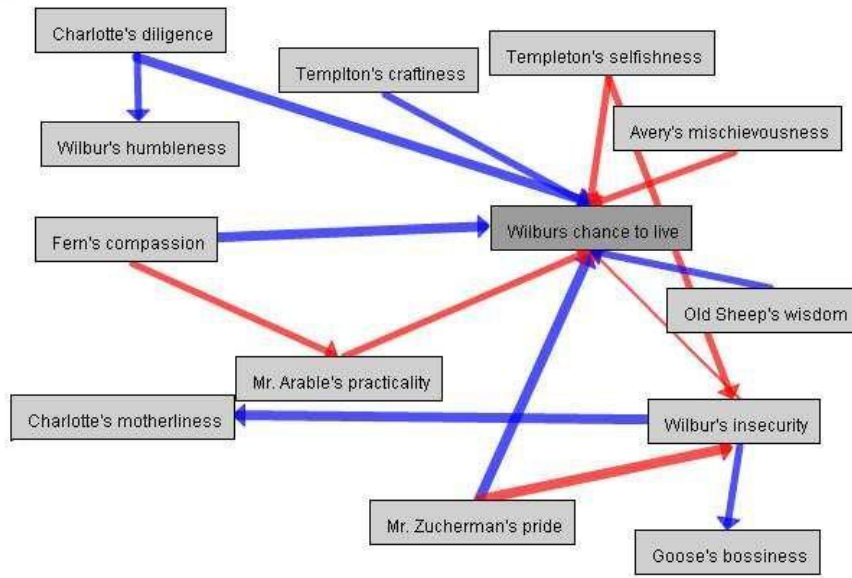 Charlotte's diligence
Templton's craftiness
Templeton's selfishness
Avery's mischievousness
Wilbur's humbleness
Fern's compassion
Wilburs chance to live
Old Sheep's wisdom
Mr. Arable's practicality
Charlotte's motherliness
Wilbur's insecurity
Mr. Zucherman's pride
Goose's bossiness